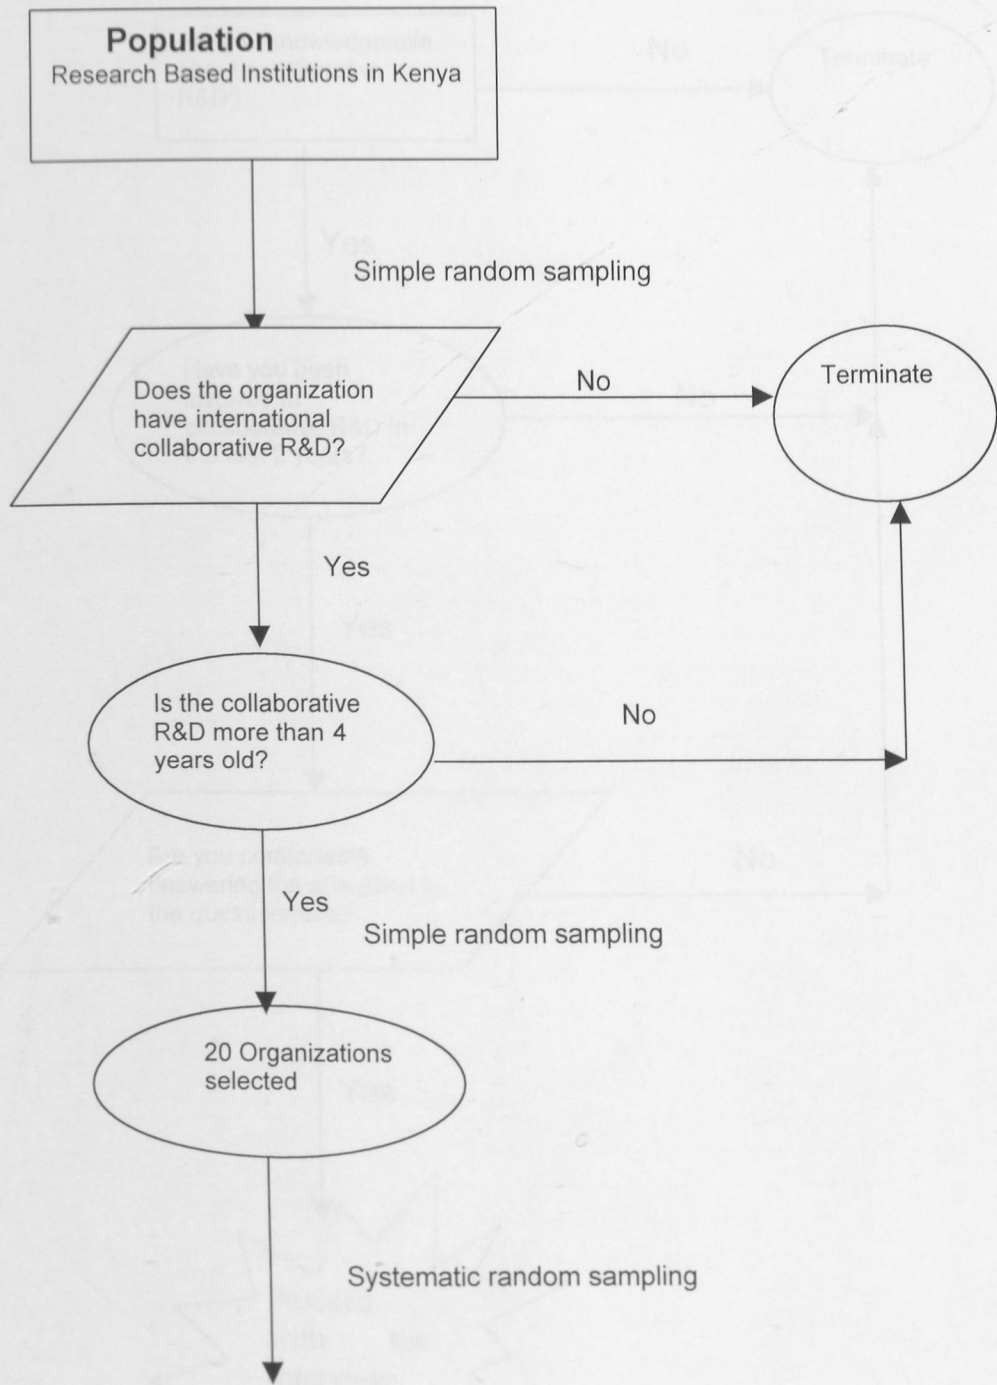 Population
Research Based Institutions in Kenya
Simple random sampling
Does the organization
have international
collaborative R&D?
No
Terminate
Yes
Is the collaborative
R&D more than 4
years old?
No
Yes
Simple random sampling
20 Organizations
selected
Systematic random sampling